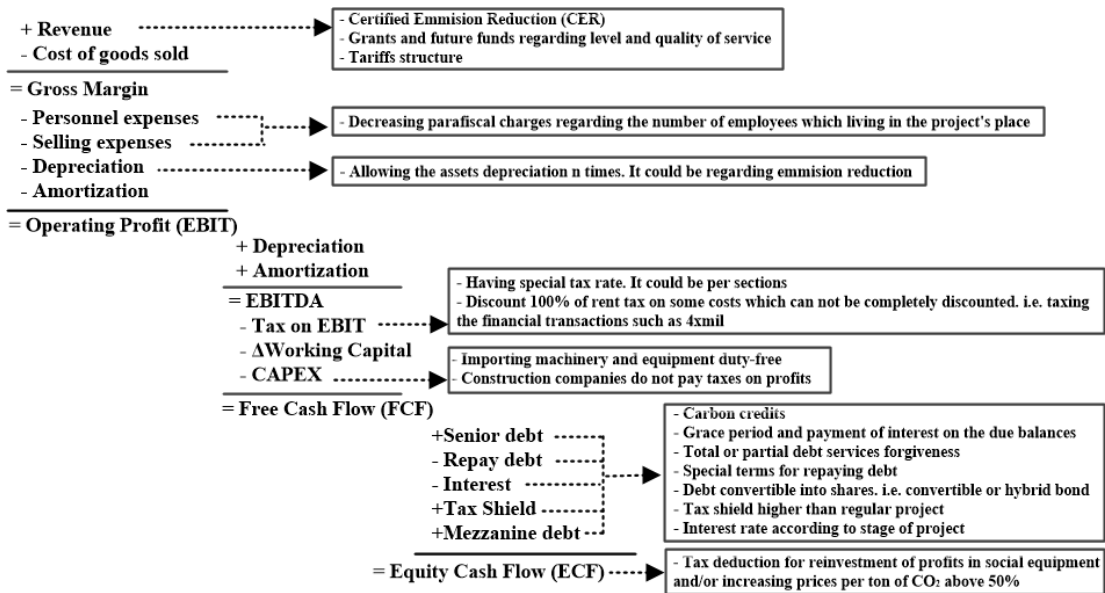 + Revenue
- Cost of goods sold
- Certified Emmision Reduction (CER)
- Grants and future funds regarding level and quality of service
- Tariffs structure
= Gross Margin
- Personnel expenses
- Selling expenses
- Decreasing parafiscal charges regarding the number of employees which living in the project's place
- Depreciation
- Allowing the assets depreciation n times. It could be regarding emmision reduction
- Amortization
= Operating Profit (EBIT)
+ Depreciation
+ Amortization
= EBITDA
- Tax on EBIT
- Having special tax rate. It could be per sections
- Discount 100% of rent tax on some costs which can not be completely discounted. i.e. taxing
the financial transactions such as 4xmil
- ΔWorking Capital
- CAPEX
- Importing machinery and equipment duty-free
- Construction companies do not pay taxes on profits
= Free Cash Flow (FCF)
+Senior debt
- Repay debt
- Interest
+Tax Shield
+Mezzanine debt
- Carbon credits
- Grace period and payment of interest on the due balances
- Total or partial debt services forgiveness
- Special terms for repaying debt
- Debt convertible into shares. i.e. convertible or hybrid bond
- Tax shield higher than regular project
- Interest rate according to stage of project
= Equity Cash Flow (ECF)
- Tax deduction for reinvestment of profits in social equipment
and/or increasing prices per ton of CO₂ above 50%